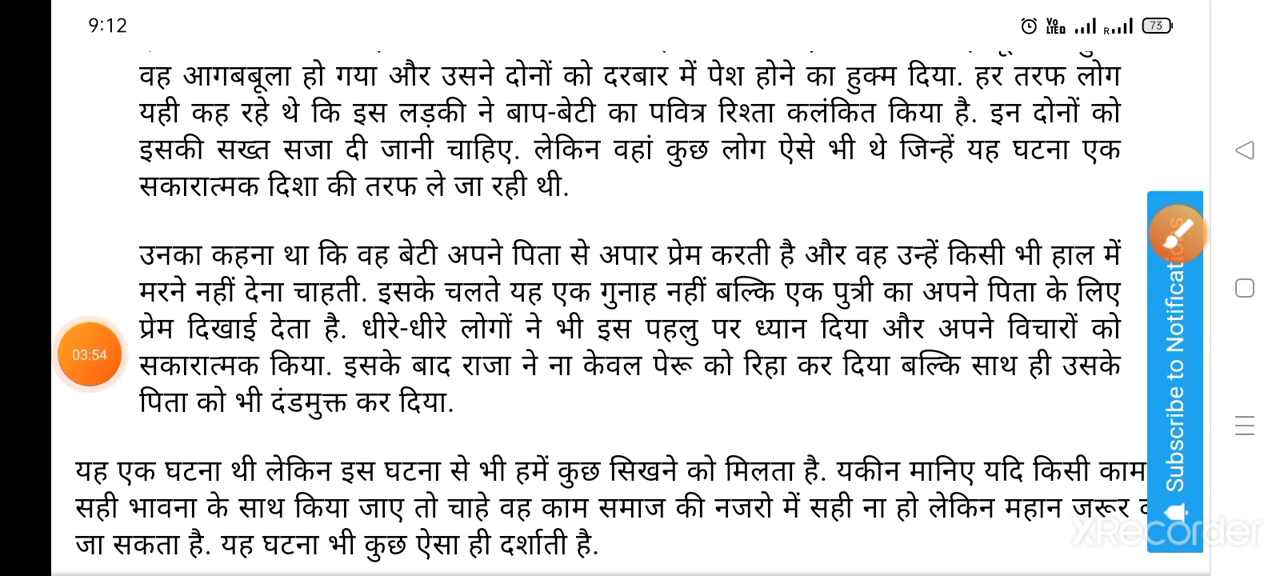 9:12
Vo LTED R 73
वह आगबबूला हो गया और उसने दोनों को दरबार में पेश होने का हुक्म दिया. हर तरफ लोग
यही कह रहे थे कि इस लड़की ने बाप-बेटी का पवित्र रिश्ता कलंकित किया है. इन दोनों को
इसकी सख्त सजा दी जानी चाहिए. लेकिन वहां कुछ लोग ऐसे भी थे जिन्हें यह घटना एक
सकारात्मक दिशा की तरफ ले जा रही थी.
उनका कहना था कि वह बेटी अपने पिता से अपार प्रेम करती है और वह उन्हें किसी भी हाल में
मरने नहीं देना चाहती. इसके चलते यह एक गुनाह नहीं बल्कि एक पुत्री का अपने पिता के लिए
प्रेम दिखाई देता है. धीरे-धीरे लोगों ने भी इस पहलु पर ध्यान दिया और अपने विचारों को
सकारात्मक किया. इसके बाद राजा ने ना केवल पेरू को रिहा कर दिया बल्कि साथ ही उसके
पिता को भी दंडमुक्त कर दिया.
03:54
यह एक घटना थी लेकिन इस घटना से भी हमें कुछ सिखने को मिलता है. यकीन मानिए यदि किसी काम
सही भावना के साथ किया जाए तो चाहे वह काम समाज की नजरो में सही ना हो लेकिन महान जरूर
जा सकता है. यह घटना भी कुछ ऐसा ही दर्शाती है.
Subscribe to Notifications
XRecorder